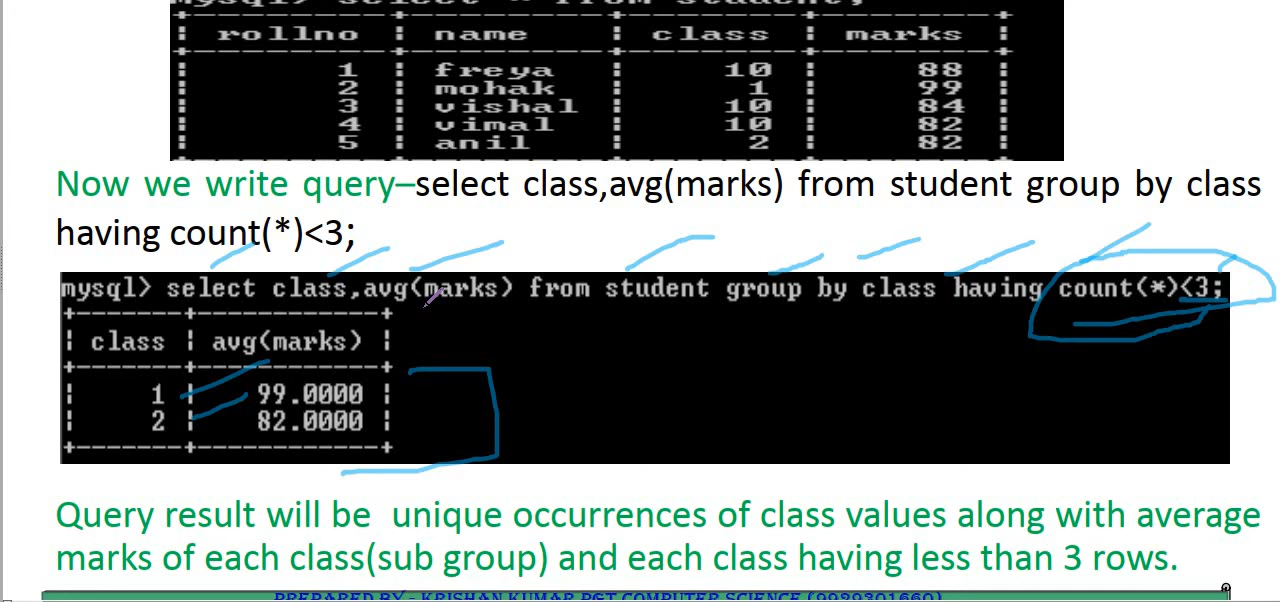 mysql> select * from student;
| rollno | name | class | marks |
| 1 | freya | 10 | 88 |
| 2 | mohak | 1 | 99 |
| 3 | vishal | 10 | 84 |
| 4 | vimal | 10 | 82 |
| 5 | anil | 2 | 82 |
Now we write query–select class,avg(marks) from student group by class
having count(*)<3;
mysql> select class,avg(marks) from student group by class having count(*)<3;
| class | avg(marks) |
| 1 | 99.0000 |
| 2 | 82.0000 |
Query result will be unique occurrences of class values along with average
marks of each class(sub group) and each class having less than 3 rows.
PREPARED BY - KRISHAN KUMAR PGT COMPUTER SCIENCE (9929301660)